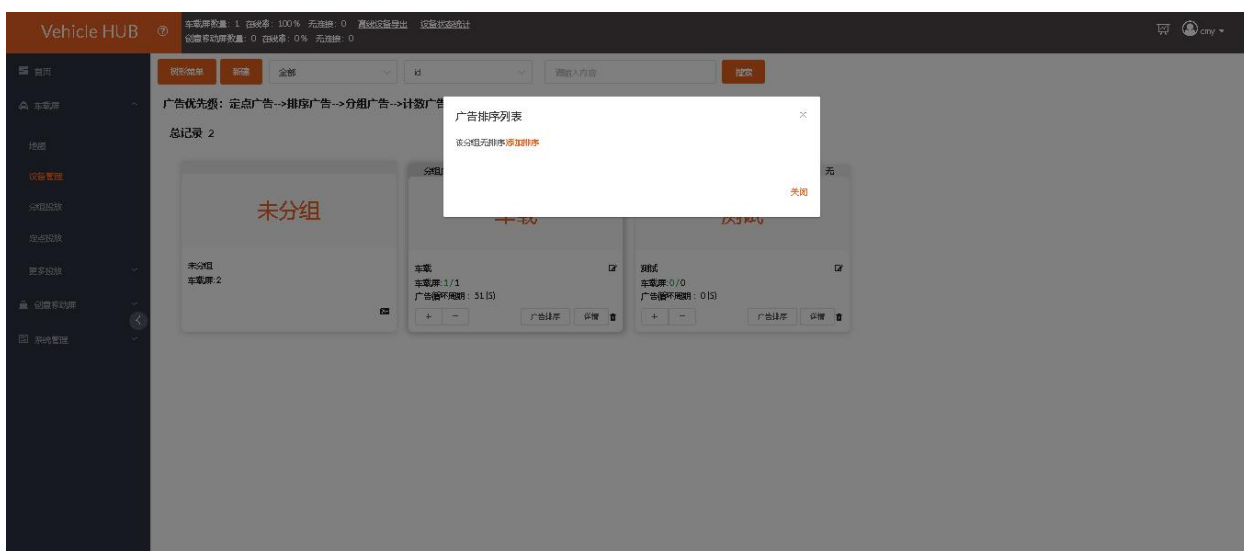 Vehicle HUB
车载屏数量: 1 在线率: 100% 无连接: 0 离线设备导出 设备状态统计
创意移动屏数量: 0 在线率: 0% 无连接: 0
cmy
首页
车载屏
地图
设备管理
分组投放
定点投放
更多投放
创意移动屏
系统管理
图形菜单 新建 全部 id 请输入内容 搜索
广告优先级: 定点广告-->排序广告-->分组广告-->计数广告
总记录 2
广告排序列表
该分组无排序添加排序
关闭
无
未分组
测试
未分组
车载屏:2
车载
车载屏:1/1
广告循环周期: 31(S)
+ - 广告排序 详情
测试
车载屏:0/0
广告循环周期: 0(S)
+ - 广告排序 详情